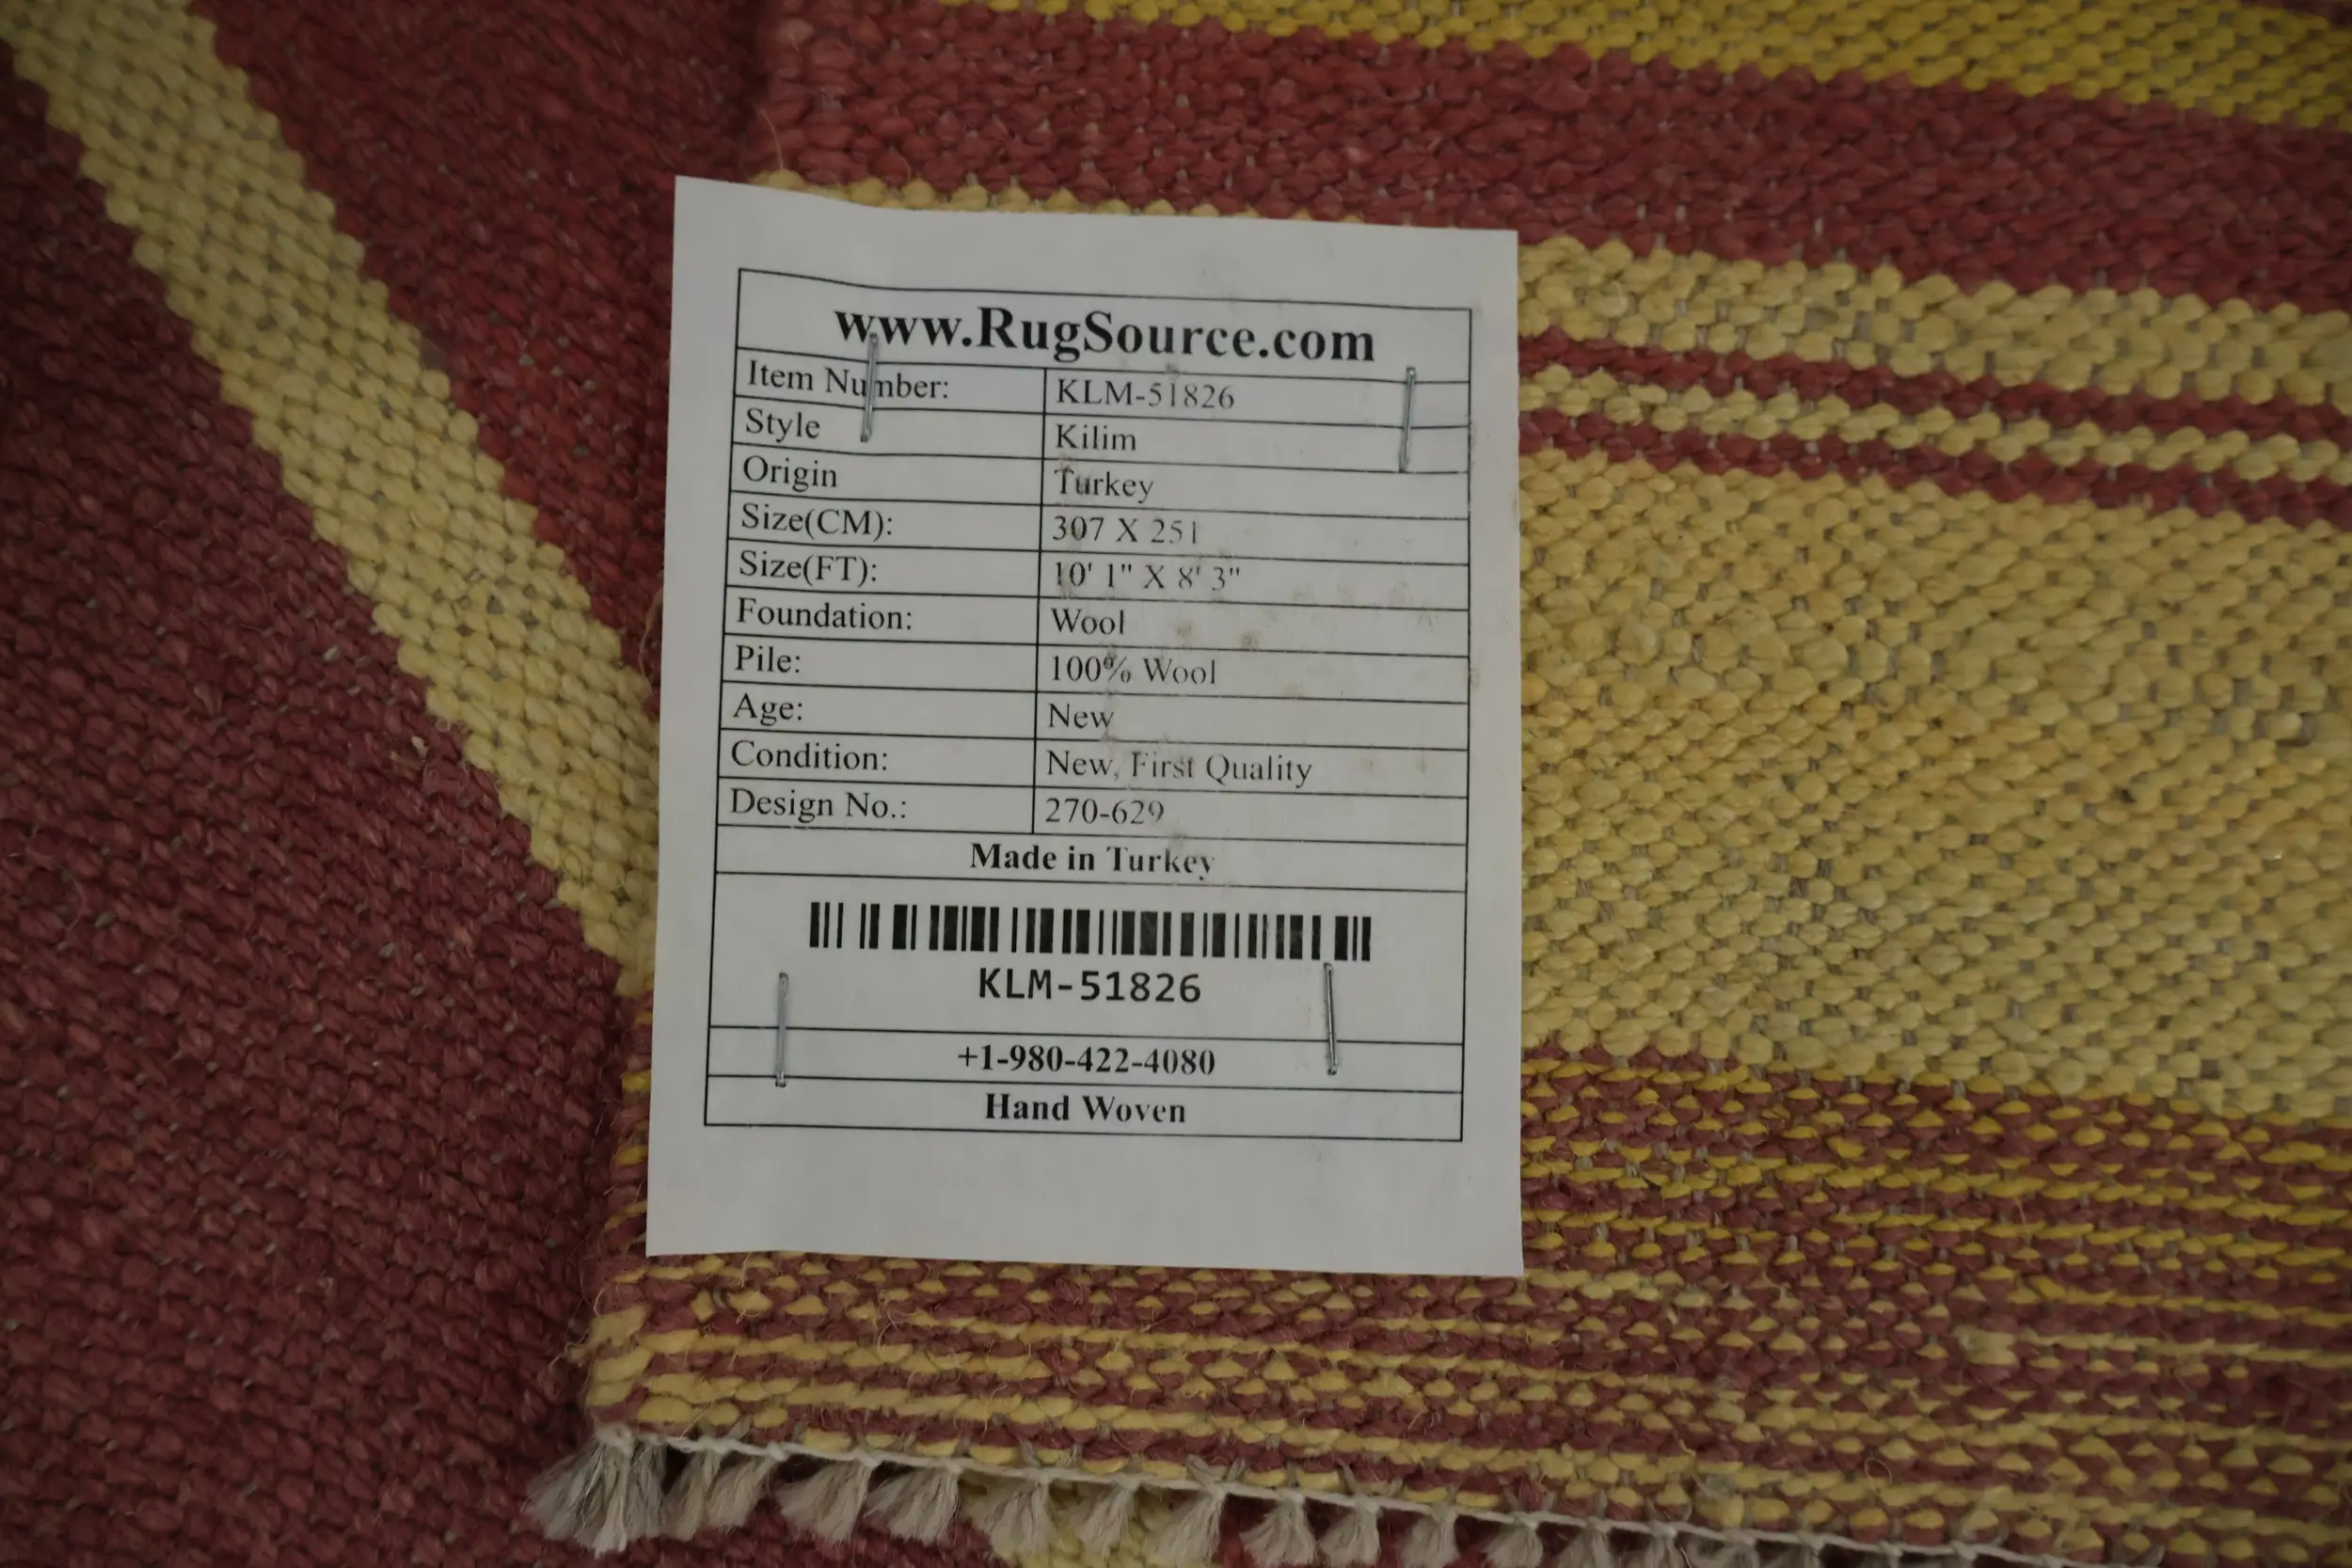 www.RugSource.com
Item Number: KLM-51826
Style Kilim
Origin Turkey
Size(CM): 307 X 251
Size(FT): 10' 1" X 8' 3"
Foundation: Wool
Pile: 100% Wool
Age: New
Condition: New, First Quality
Design No.: 270-629
Made in Turkey
KLM-51826
+1-980-422-4080
Hand Woven